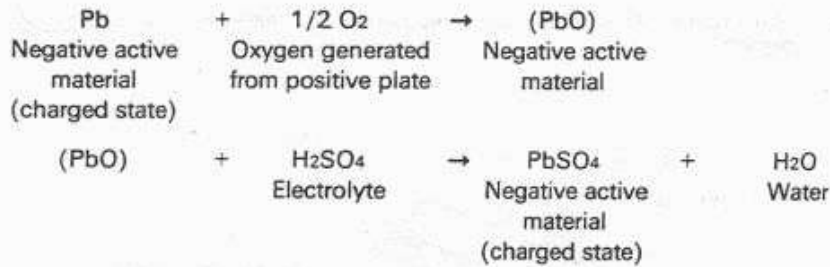 Pb + 1/2 O2 → (PbO)
Negative active Oxygen generated Negative active
material from positive plate material
(charged state)
(PbO) + H2SO4 → PbSO4 + H2O
Electrolyte Negative active Water
material
(charged state)